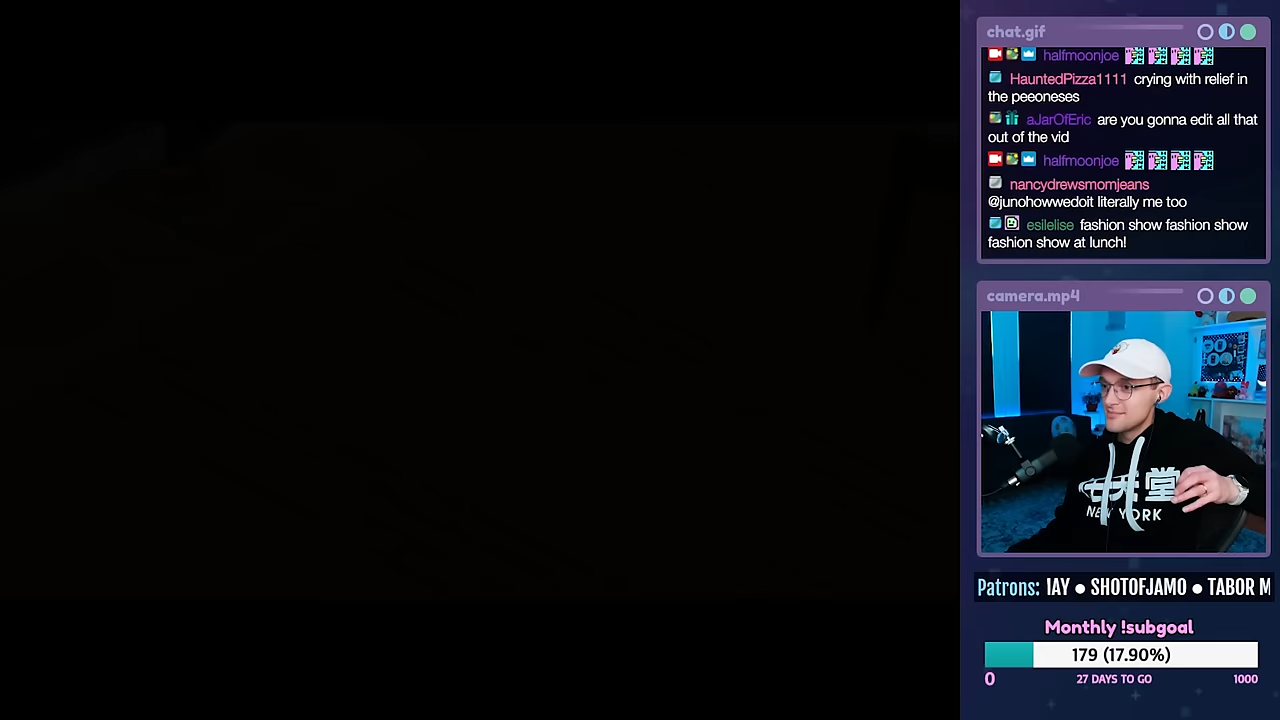 chat.gif
halfmoonjoe
HauntedPizza1111 crying with relief in
the peeoneses
aJarOfEric are you gonna edit all that
out of the vid
halfmoonjoe
nancydrewsmomjeans
@junohowwedoit literally me too
esilelise fashion show fashion show
fashion show at lunch!
camera.mp4
天堂
NEW YORK
Patrons: IAY ● SHOTOFJAMO ● TABOR M
Monthly !subgoal
179 (17.90%)
0 27 DAYS TO GO 1000